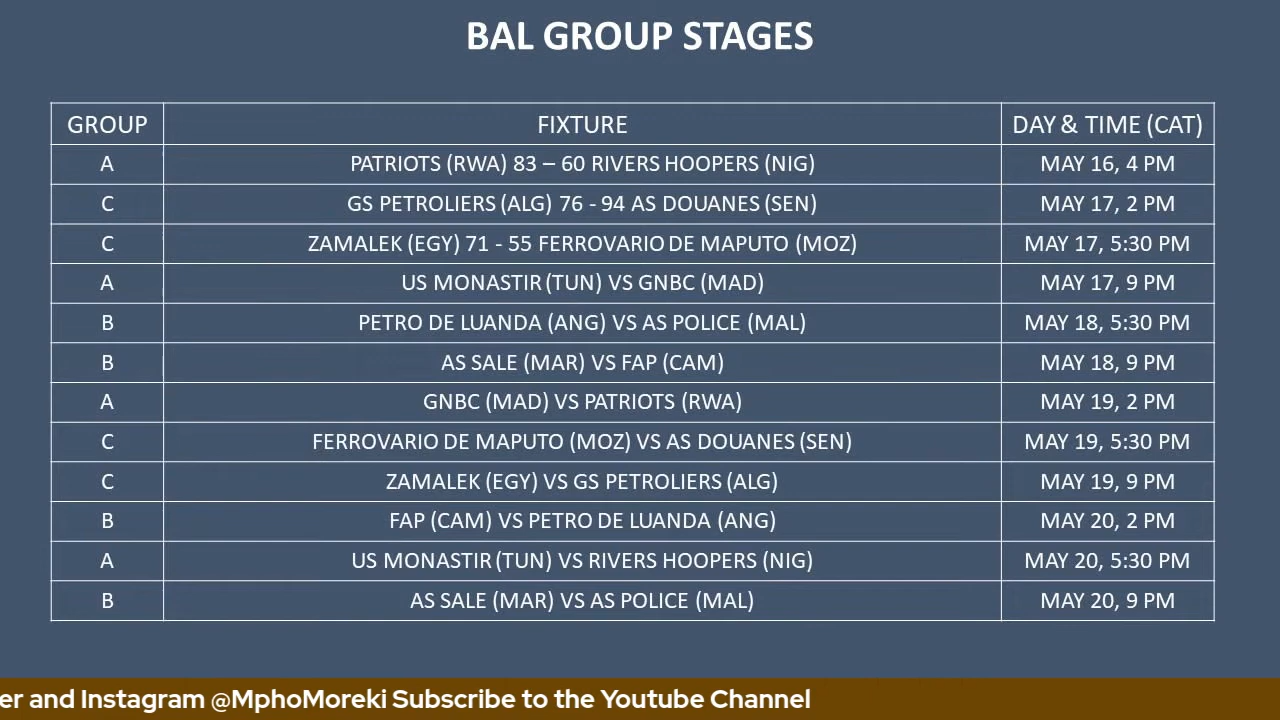 BAL GROUP STAGES
GROUP FIXTURE DAY & TIME (CAT)
A PATRIOTS (RWA) 83 – 60 RIVERS HOOPERS (NIG) MAY 16, 4 PM
C GS PETROLIERS (ALG) 76 - 94 AS DOUANES (SEN) MAY 17, 2 PM
C ZAMALEK (EGY) 71 - 55 FERROVARIO DE MAPUTO (MOZ) MAY 17, 5:30 PM
A US MONASTIR (TUN) VS GNBC (MAD) MAY 17, 9 PM
B PETRO DE LUANDA (ANG) VS AS POLICE (MAL) MAY 18, 5:30 PM
B AS SALE (MAR) VS FAP (CAM) MAY 18, 9 PM
A GNBC (MAD) VS PATRIOTS (RWA) MAY 19, 2 PM
C FERROVARIO DE MAPUTO (MOZ) VS AS DOUANES (SEN) MAY 19, 5:30 PM
C ZAMALEK (EGY) VS GS PETROLIERS (ALG) MAY 19, 9 PM
B FAP (CAM) VS PETRO DE LUANDA (ANG) MAY 20, 2 PM
A US MONASTIR (TUN) VS RIVERS HOOPERS (NIG) MAY 20, 5:30 PM
B AS SALE (MAR) VS AS POLICE (MAL) MAY 20, 9 PM
er and Instagram @MphoMoreki Subscribe to the Youtube Channel